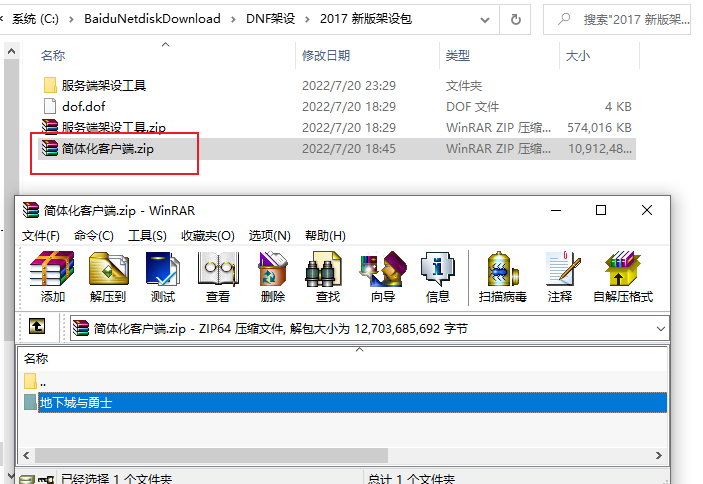 系统 (C:) › BaiduNetdiskDownload › DNF架设 › 2017 新版架设包
搜索"2017 新版架...
名称 修改日期 类型 大小
服务端架设工具 2022/7/20 23:29 文件夹
dof.dof 2022/7/20 18:29 DOF 文件 4 KB
服务端架设工具.zip 2022/7/20 18:29 WinRAR ZIP 压缩... 574,016 KB
简体化客户端.zip 2022/7/20 18:45 WinRAR ZIP 压缩... 10,912,48...
简体化客户端.zip - WinRAR
文件(F) 命令(C) 工具(S) 收藏夹(O) 选项(N) 帮助(H)
添加 解压到 测试 查看 删除 查找 向导 信息 扫描病毒 注释 自解压格式
简体化客户端.zip - ZIP64 压缩文件, 解包大小为 12,703,685,692 字节
名称
..
地下城与勇士
已经选择 1 个文件夹 总计 1 个文件夹